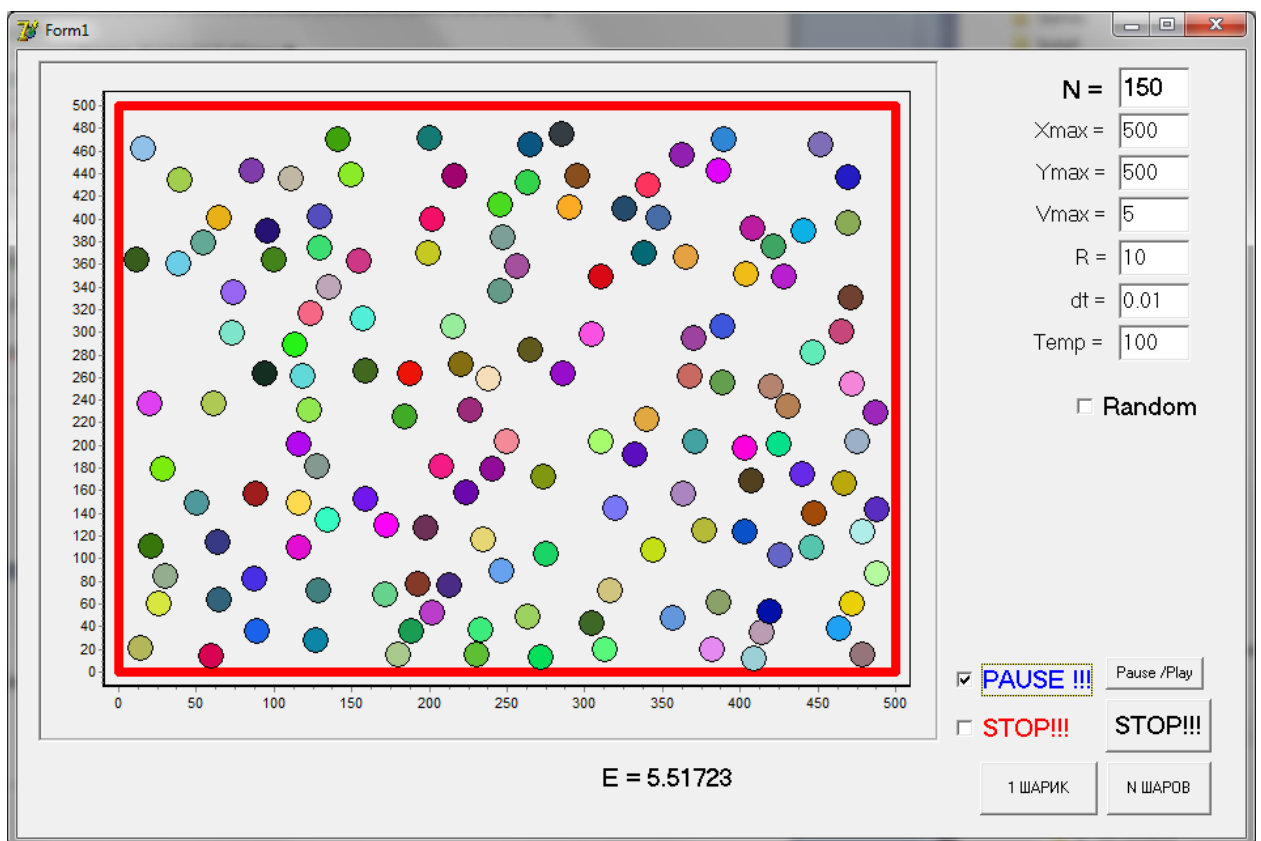 Form1
N = 150
Xmax = 500
Ymax = 500
Vmax = 5
R = 10
dt = 0.01
Temp = 100
Random
500
480
460
440
420
400
380
360
340
320
300
280
260
240
220
200
180
160
140
120
100
80
60
40
20
0
0 50 100 150 200 250 300 350 400 450 500
PAUSE !!! Pause /Play
STOP!!! STOP!!!
E = 5.51723
1 ШАРИК N ШАРОВ